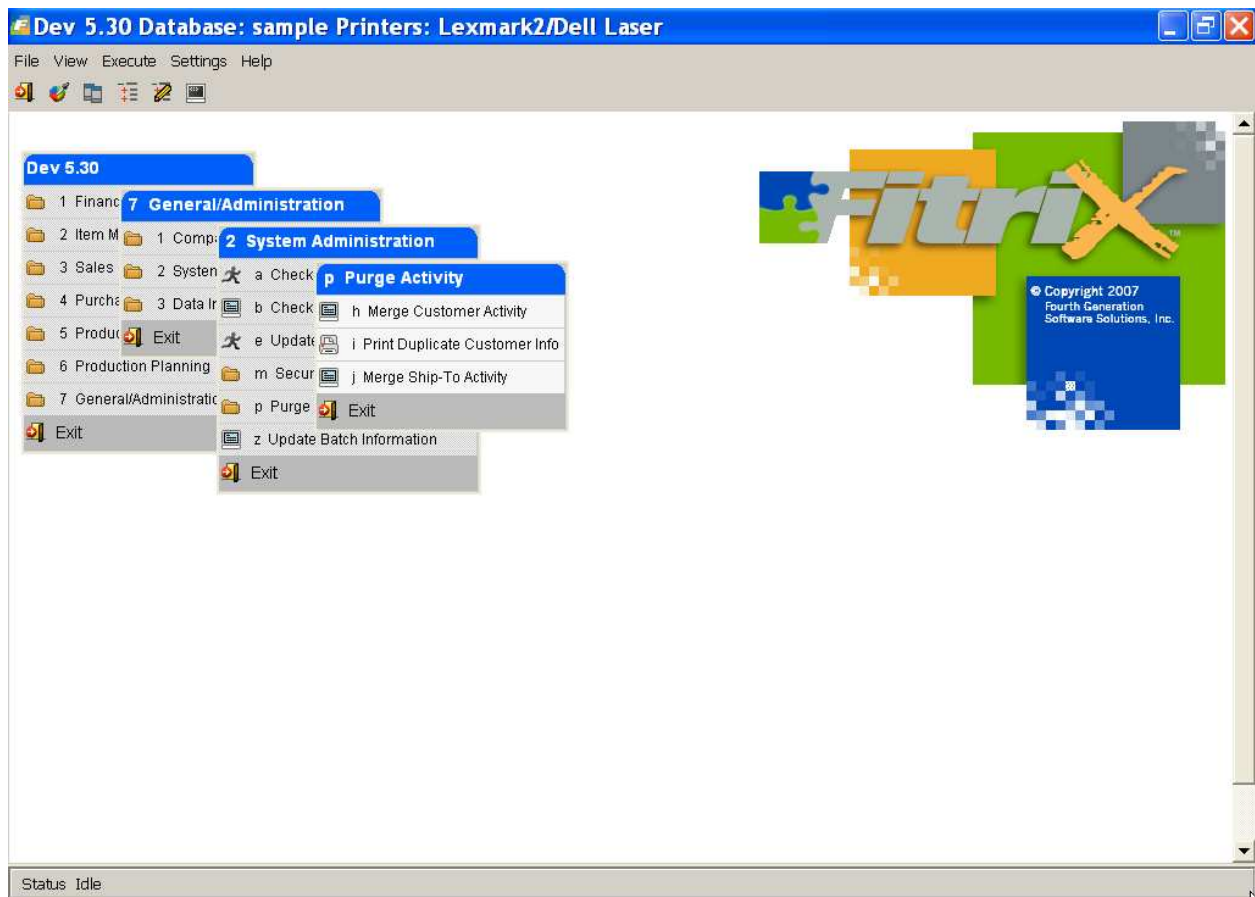 Dev 5.30 Database: sample Printers: Lexmark2/Dell Laser
File View Execute Settings Help
Dev 5.30
1 Financ
2 Item M
3 Sales
4 Purcha
5 Produc
6 Production Planning
7 General/Administratic
Exit
7 General/Administration
1 Comp
2 System
3 Data Ir
Exit
2 System Administration
a Check
b Check
e Update
m Secur
p Purge
z Update Batch Information
Exit
p Purge Activity
h Merge Customer Activity
i Print Duplicate Customer Info
j Merge Ship-To Activity
Exit
FitriX
TM
© Copyright 2007
Fourth Generation
Software Solutions, Inc.
Status Idle